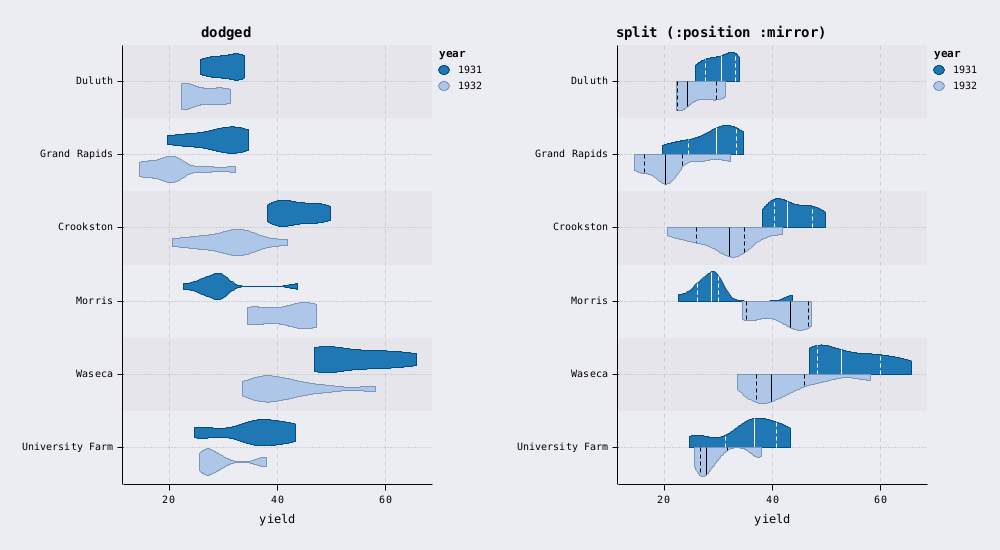 dodged
year
1931
1932
Duluth
Grand Rapids
Crookston
Morris
Waseca
University Farm
20
40
60
yield
split (:position :mirror)
year
1931
1932
Duluth
Grand Rapids
Crookston
Morris
Waseca
University Farm
20
40
60
yield